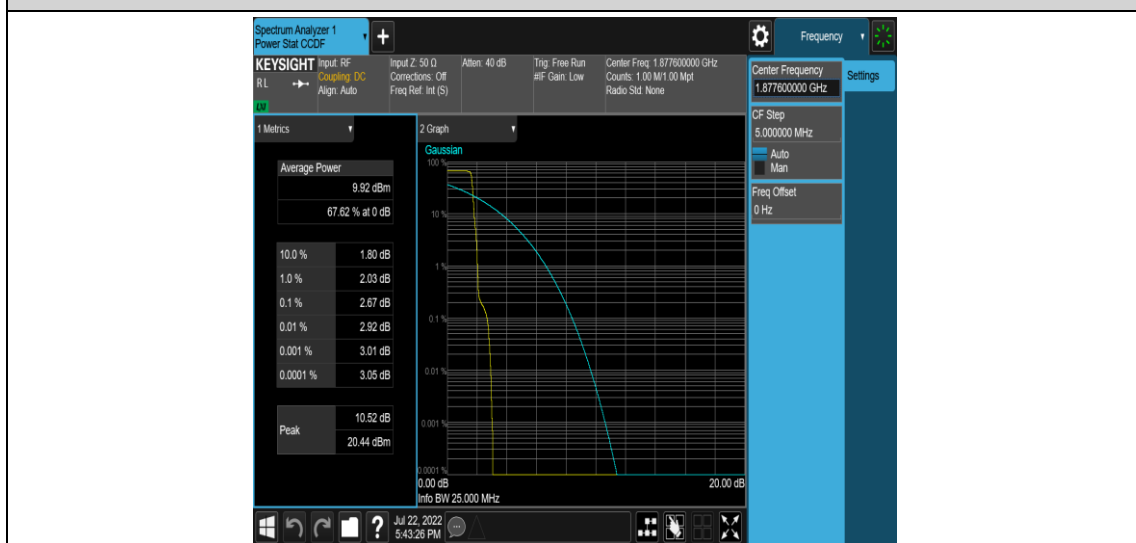 Spectrum Analyzer 1
Power Stat CCDF
+
Frequency
KEYSIGHT
RL
LXI
Input: RF
Coupling: DC
Align: Auto
Input Z: 50 Ω
Corrections: Off
Freq Ref: Int (S)
Atten: 40 dB
Trig: Free Run
#IF Gain: Low
Center Freq: 1.877600000 GHz
Counts: 1.00 M/1.00 Mpt
Radio Std: None
Center Frequency
1.877600000 GHz
Settings
CF Step
5.000000 MHz
Auto
Man
Freq Offset
0 Hz
1 Metrics
Average Power
9.92 dBm
67.62 % at 0 dB
10.0 % 1.80 dB
1.0 % 2.03 dB
0.1 % 2.67 dB
0.01 % 2.92 dB
0.001 % 3.01 dB
0.0001 % 3.05 dB
Peak
10.52 dB
20.44 dBm
2 Graph
Gaussian
100 %
10 %
1 %
0.1 %
0.01 %
0.001 %
0.0001 %
0.00 dB 20.00 dB
Info BW 25.000 MHz
?
Jul 22, 2022
5:43:26 PM